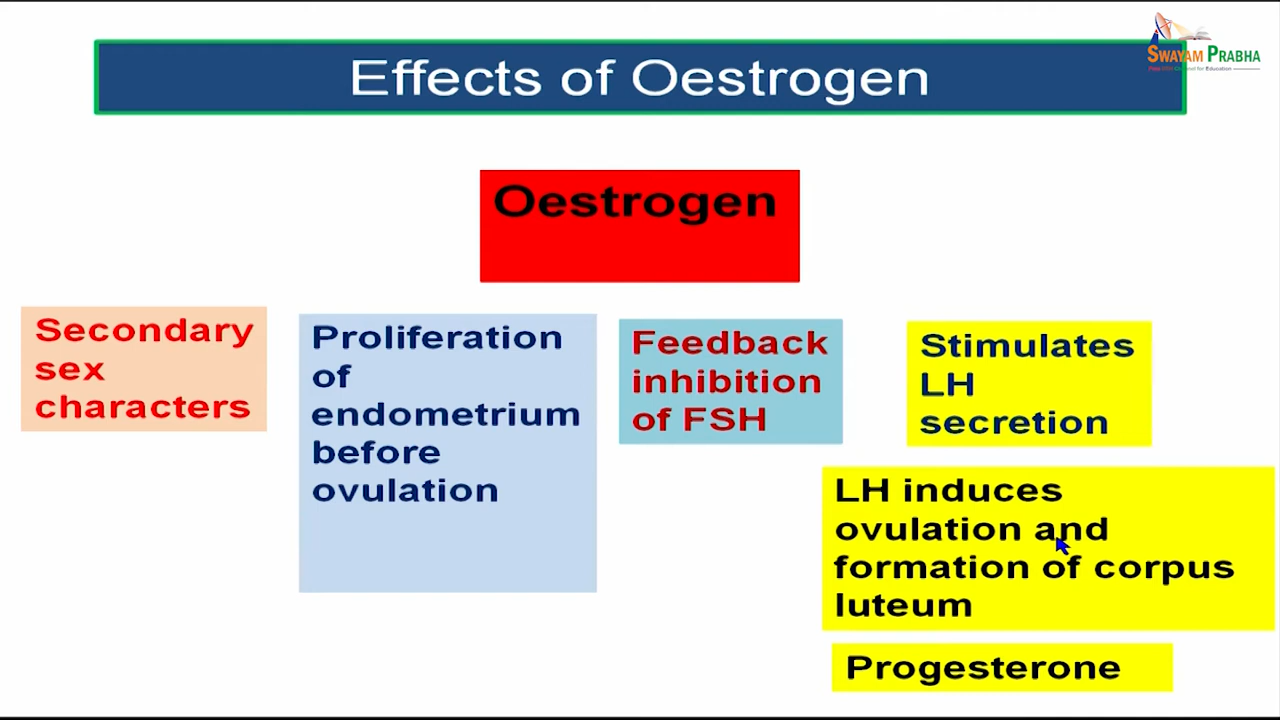 Effects of Oestrogen
SWAYAM PRABHA
Oestrogen
Secondary
sex
characters
Proliferation
of
endometrium
before
ovulation
Feedback
inhibition
of FSH
Stimulates
LH
secretion
LH induces
ovulation and
formation of corpus
luteum
Progesterone